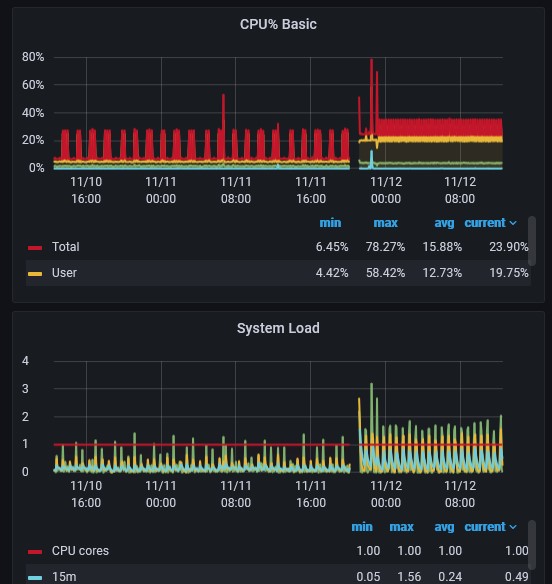 CPU% Basic
80%
60%
40%
20%
0%
11/10 11/11 11/11 11/11 11/12 11/12
16:00 00:00 08:00 16:00 00:00 08:00
min max avg current
Total 6.45% 78.27% 15.88% 23.90%
User 4.42% 58.42% 12.73% 19.75%
System Load
4
3
2
1
0
11/10 11/11 11/11 11/11 11/12 11/12
16:00 00:00 08:00 16:00 00:00 08:00
min max avg current
CPU cores 1.00 1.00 1.00 1.00
15m 0.05 1.56 0.24 0.49